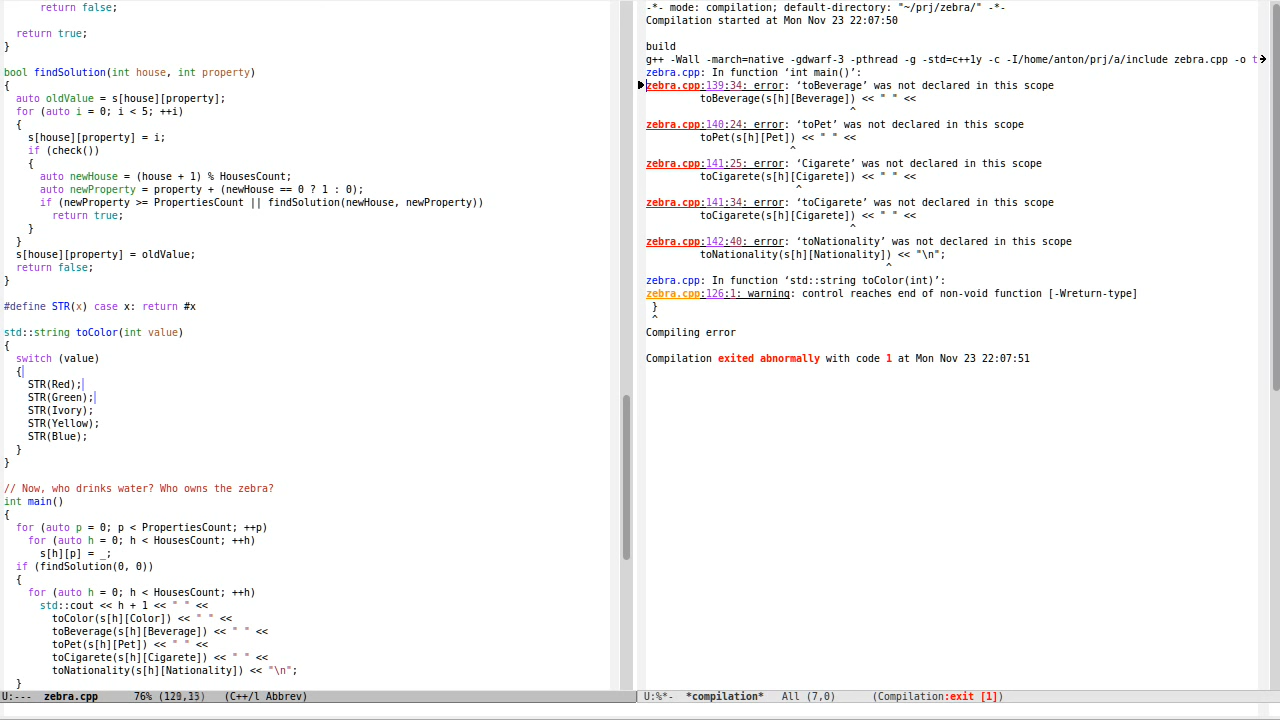 return false;

  return true;
}

bool findSolution(int house, int property)
{
  auto oldValue = s[house][property];
  for (auto i = 0; i < 5; ++i)
  {
    s[house][property] = i;
    if (check())
    {
      auto newHouse = (house + 1) % HousesCount;
      auto newProperty = property + (newHouse == 0 ? 1 : 0);
      if (newProperty >= PropertiesCount || findSolution(newHouse, newProperty))
        return true;
    }
  }
  s[house][property] = oldValue;
  return false;
}

#define STR(x) case x: return #x

std::string toColor(int value)
{
  switch (value)
  {
    STR(Red);
    STR(Green);
    STR(Ivory);
    STR(Yellow);
    STR(Blue);
  }
}

// Now, who drinks water? Who owns the zebra?
int main()
{
  for (auto p = 0; p < PropertiesCount; ++p)
    for (auto h = 0; h < HousesCount; ++h)
      s[h][p] = _;
  if (findSolution(0, 0))
  {
    for (auto h = 0; h < HousesCount; ++h)
      std::cout << h + 1 << " " <<
        toColor(s[h][Color]) << " " <<
        toBeverage(s[h][Beverage]) << " " <<
        toPet(s[h][Pet]) << " " <<
        toCigarete(s[h][Cigarete]) << " " <<
        toNationality(s[h][Nationality]) << "\n";
  }
U:---  zebra.cpp      76%    (C++/l Abbrev)
-*- mode: compilation; default-directory: "~/prj/zebra/" -*-
Compilation started at Mon Nov 23 22:07:50

build
g++ -Wall -march=native -gdwarf-3 -pthread -g -std=c++1y -c -I/home/anton/prj/a/include zebra.cpp -o t
zebra.cpp: In function ‘int main()’:
zebra.cpp:139:34: error: ‘toBeverage’ was not declared in this scope
         toBeverage(s[h][Beverage]) << " " <<
                                  ^
zebra.cpp:140:24: error: ‘toPet’ was not declared in this scope
         toPet(s[h][Pet]) << " " <<
                        ^
zebra.cpp:141:25: error: ‘Cigarete’ was not declared in this scope
         toCigarete(s[h][Cigarete]) << " " <<
                         ^
zebra.cpp:141:34: error: ‘toCigarete’ was not declared in this scope
         toCigarete(s[h][Cigarete]) << " " <<
                                  ^
zebra.cpp:142:40: error: ‘toNationality’ was not declared in this scope
         toNationality(s[h][Nationality]) << "\n";
                                        ^
zebra.cpp: In function ‘std::string toColor(int)’:
zebra.cpp:126:1: warning: control reaches end of non-void function [-Wreturn-type]
 }
 ^
Compiling error

Compilation exited abnormally with code 1 at Mon Nov 23 22:07:51
U:%*-  *compilation*   All (7,0)      (Compilation:exit [1])